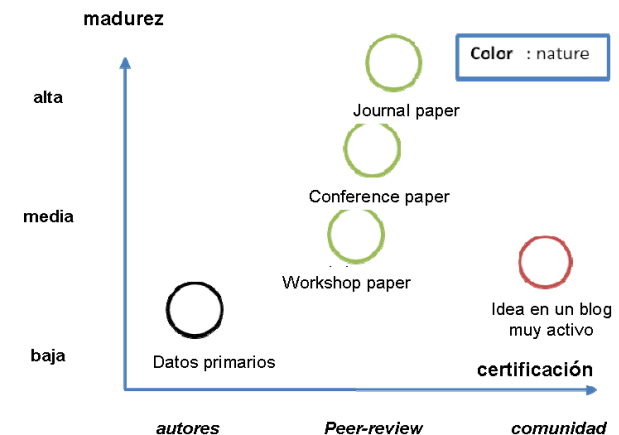 madurez
Color : nature
alta
Journal paper
Conference paper
media
Workshop paper
Idea en un blog
muy activo
baja
Datos primarios
certificación
autores
Peer-review
comunidad